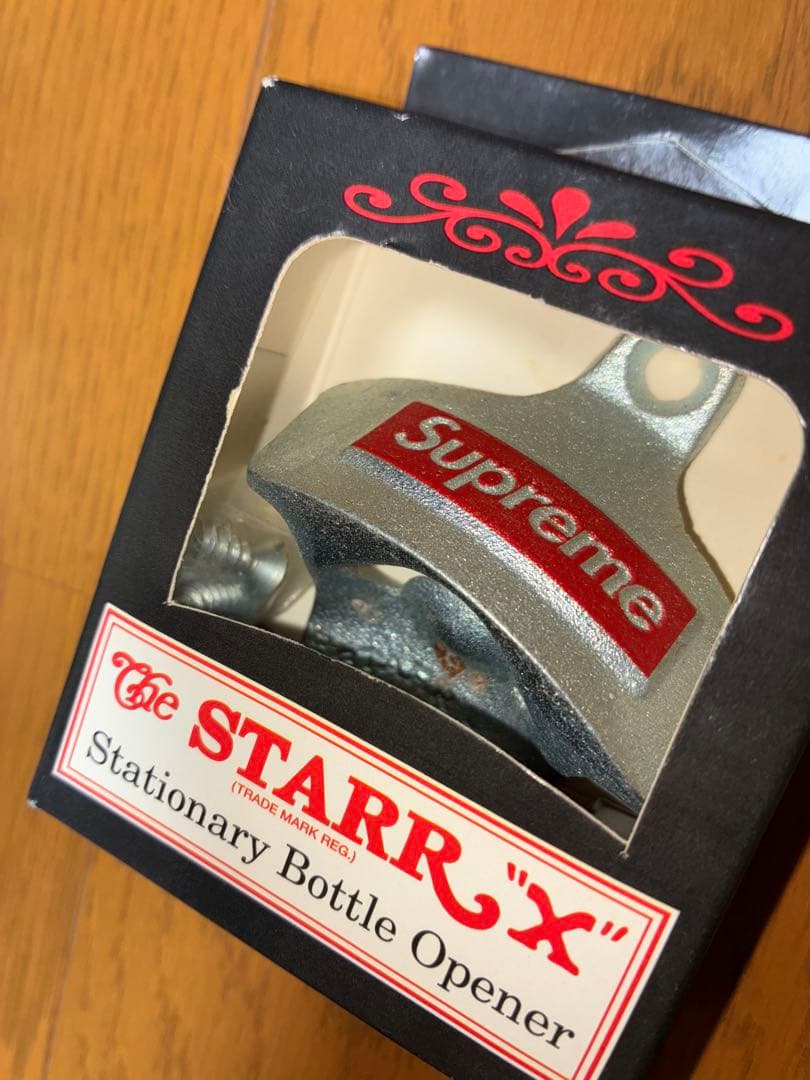 Supreme
The STARR "X"
(TRADE MARK REG.)
Stationary Bottle Opener